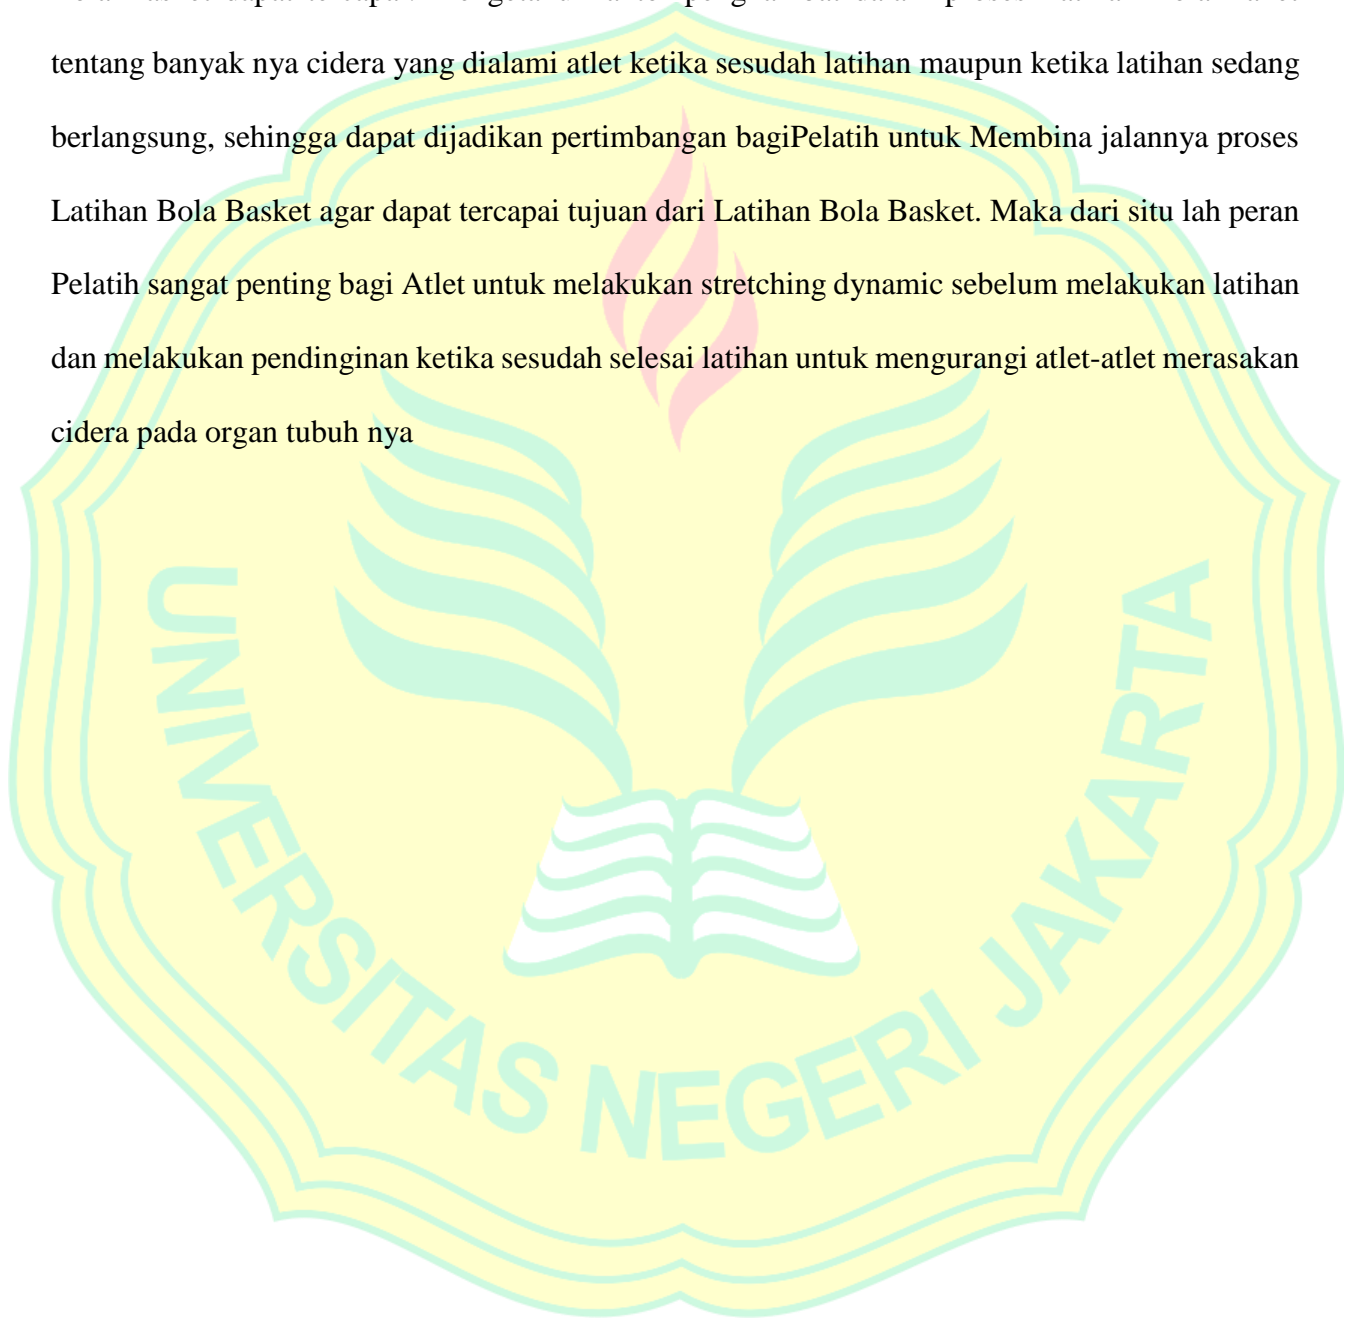 tentang banyak nya cidera yang dialami atlet ketika sesudah latihan maupun ketika latihan sedang
berlangsung, sehingga dapat dijadikan pertimbangan bagiPelatih untuk Membina jalannya proses
Latihan Bola Basket agar dapat tercapai tujuan dari Latihan Bola Basket. Maka dari situ lah peran
Pelatih sangat penting bagi Atlet untuk melakukan stretching dynamic sebelum melakukan latihan
dan melakukan pendinginan ketika sesudah selesai latihan untuk mengurangi atlet-atlet merasakan
cidera pada organ tubuh nya
UNIVERSITAS NEGERI JAKARTA